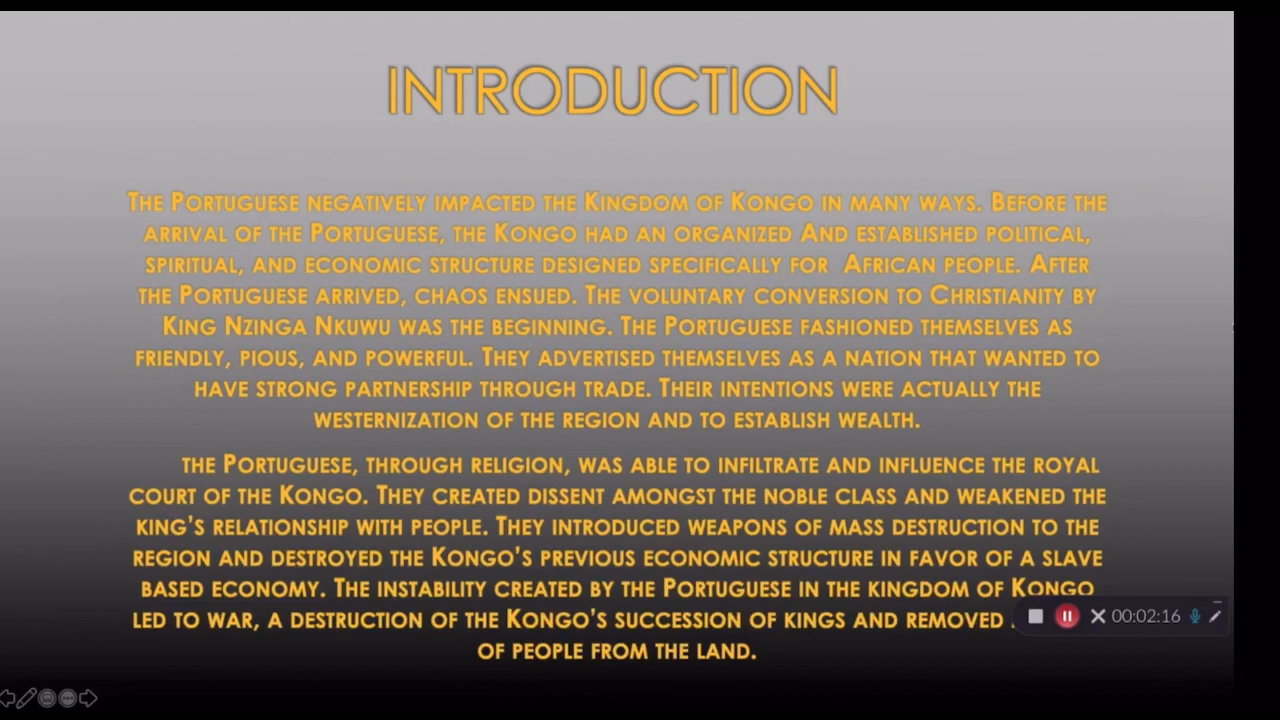 INTRODUCTION
The Portuguese negatively impacted the Kingdom of Kongo in many ways. Before the
arrival of the Portuguese, the Kongo had an organized And established political,
spiritual, and economic structure designed specifically for African people. After
the Portuguese arrived, chaos ensued. The voluntary conversion to Christianity by
King Nzinga Nkuwu was the beginning. The Portuguese fashioned themselves as
friendly, pious, and powerful. They advertised themselves as a nation that wanted to
have strong partnership through trade. Their intentions were actually the
westernization of the region and to establish wealth.
the Portuguese, through religion, was able to infiltrate and influence the royal
court of the Kongo. They created dissent amongst the noble class and weakened the
king's relationship with people. They introduced weapons of mass destruction to the
region and destroyed the Kongo's previous economic structure in favor of a slave
based economy. The instability created by the Portuguese in the kingdom of Kongo
led to war, a destruction of the Kongo's succession of kings and removed
00:02:16
of people from the land.